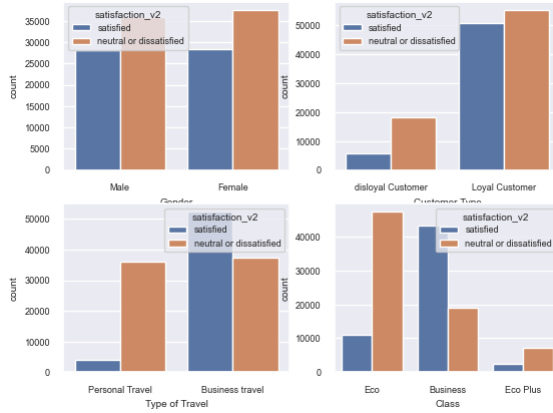 satisfaction_v2
satisfied
neutral or dissatisfied
35000
30000
25000
20000
15000
10000
5000
0
count
Male
Female
Gender
satisfaction_v2
satisfied
neutral or dissatisfied
50000
40000
30000
20000
10000
0
count
disloyal Customer
Loyal Customer
Customer Type
satisfaction_v2
satisfied
neutral or dissatisfied
50000
40000
30000
20000
10000
0
count
Personal Travel
Business travel
Type of Travel
satisfaction_v2
satisfied
neutral or dissatisfied
40000
30000
20000
10000
0
count
Eco
Business
Eco Plus
Class